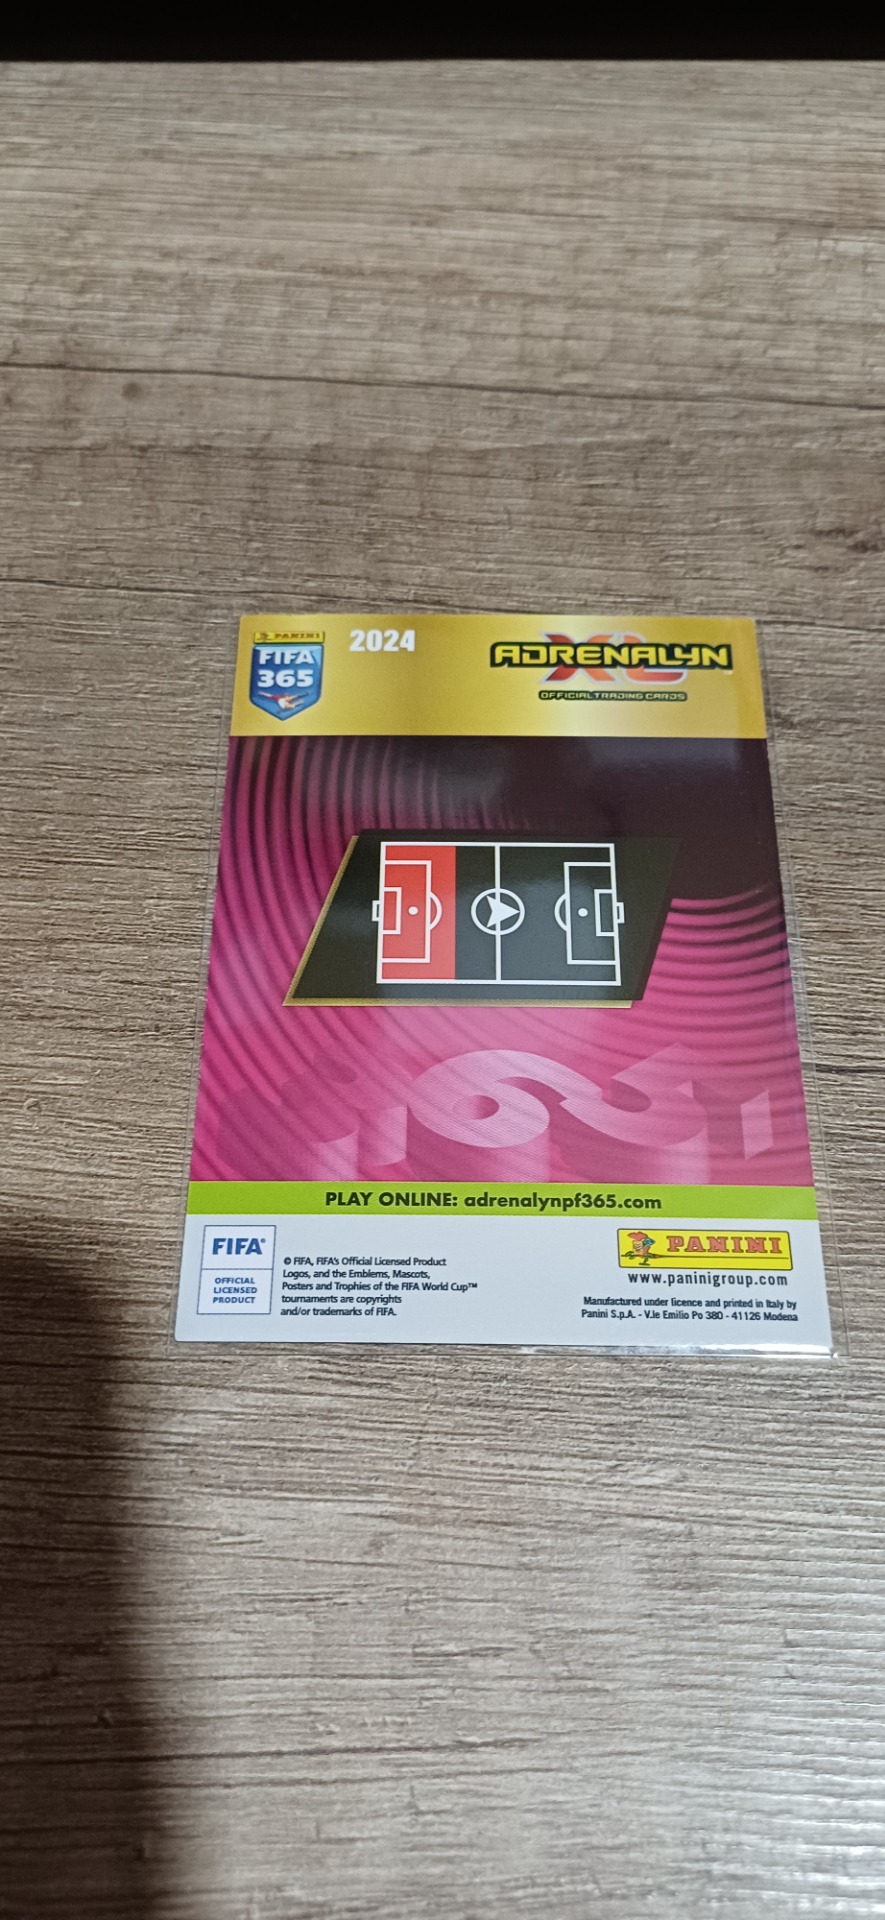 PANINI
FIFA
365
2024
ADRENALYN
XL
OFFICIAL TRADING CARDS
365
PLAY ONLINE: adrenalynpf365.com
FIFA®
OFFICIAL
LICENSED
PRODUCT
© FIFA, FIFA's Official Licensed Product
Logos, and the Emblems, Mascots,
Posters and Trophies of the FIFA World Cup™
tournaments are copyrights
and/or trademarks of FIFA.
PANINI
www.paninigroup.com
Manufactured under licence and printed in Italy by
Panini S.p.A. - V.le Emilio Po 380 - 41126 Modena